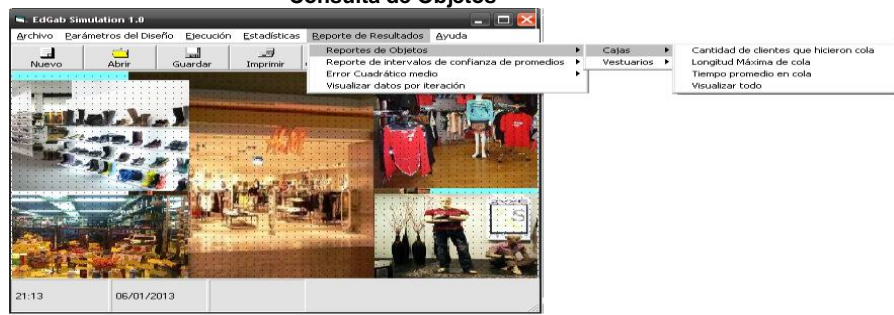 Consulta de Objetos
EdGab Simulation 1.0
Archivo Parámetros del Diseño Ejecución Estadísticas Reporte de Resultados Ayuda
Nuevo Abrir Guardar Imprimir
Reportes de Objetos
Reporte de intervalos de confianza de promedios
Error Cuadrático medio
Visualizar datos por iteración
Cajas
Vestuarios
Cantidad de clientes que hicieron cola
Longitud Máxima de cola
Tiempo promedio en cola
Visualizar todo
21:13 06/01/2013